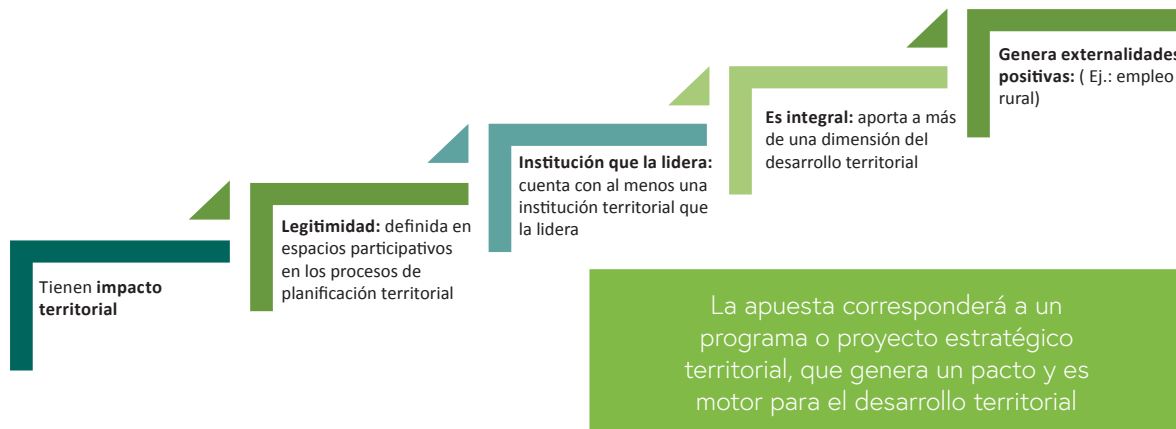 Tienen impacto
territorial
Legitimidad: definida en
espacios participativos
en los procesos de
planificación territorial
Institución que la lidera:
cuenta con al menos una
institución territorial que
la lidera
Es integral: aporta a más
de una dimensión del
desarrollo territorial
Genera externalidades
positivas: ( Ej.: empleo
rural)
La apuesta corresponderá a un
programa o proyecto estratégico
territorial, que genera un pacto y es
motor para el desarrollo territorial